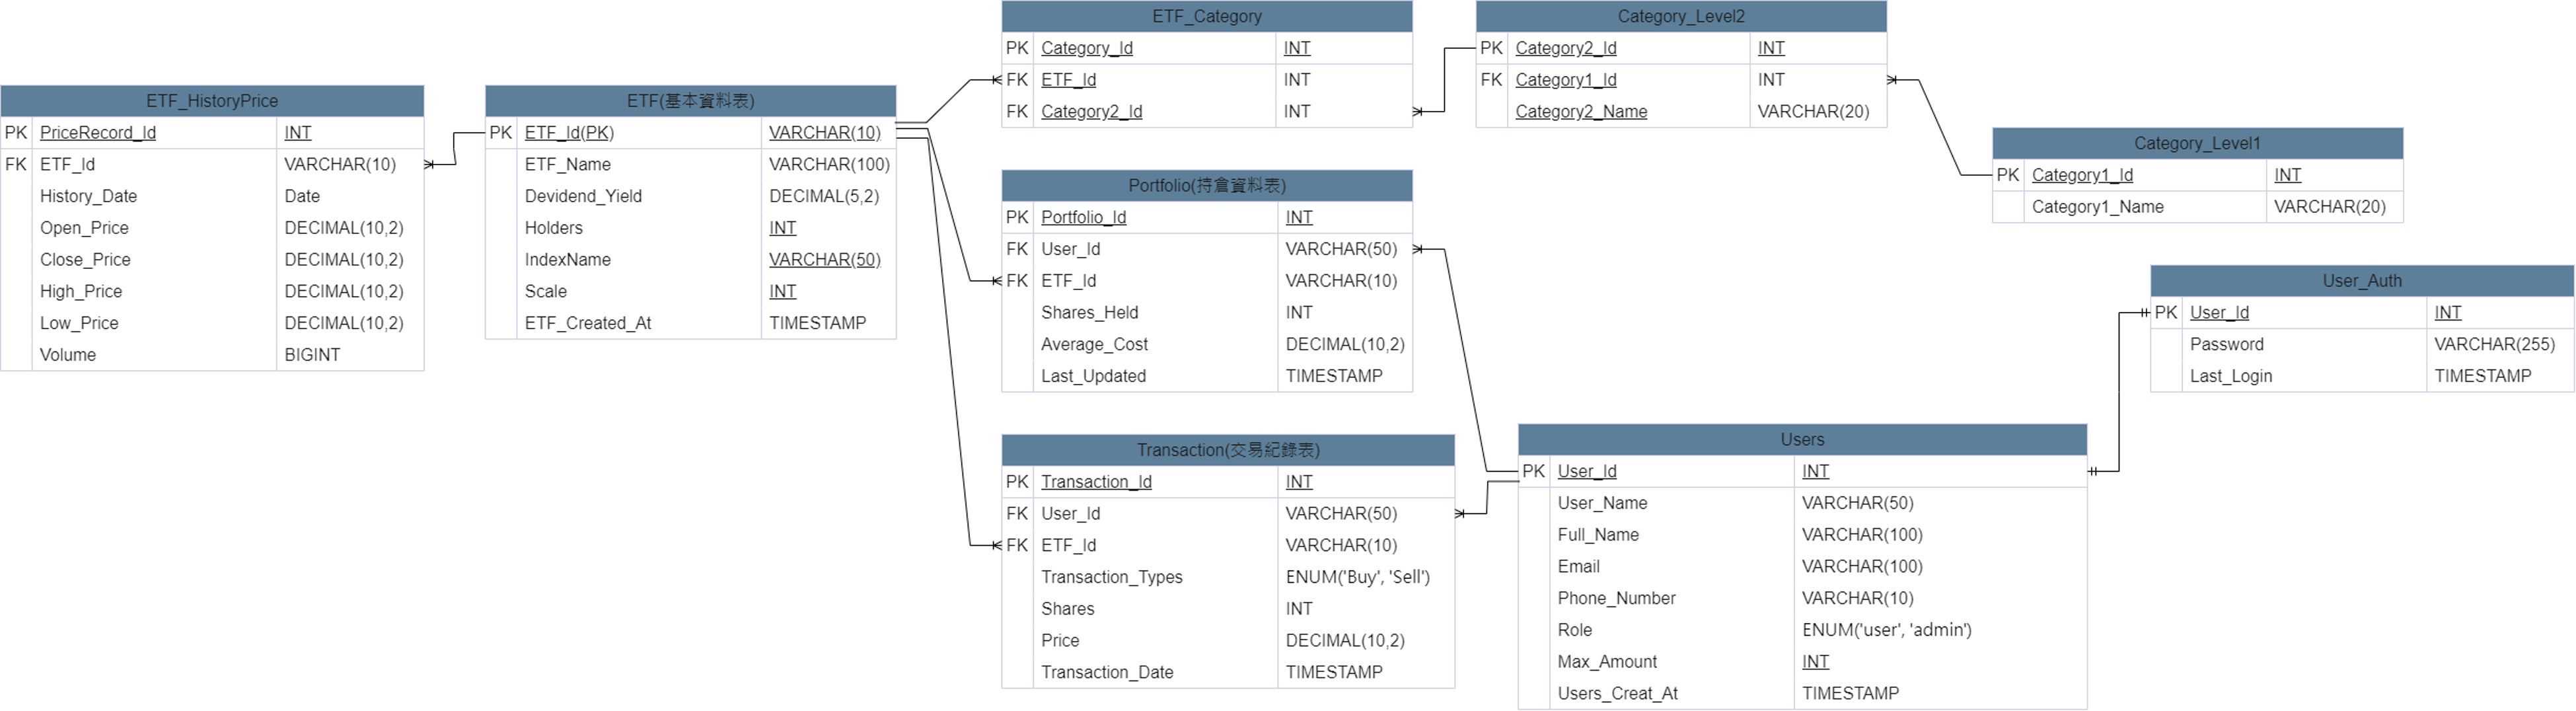 ETF_HistoryPrice
PK PriceRecord_Id INT
FK ETF_Id VARCHAR(10)
History_Date Date
Open_Price DECIMAL(10,2)
Close_Price DECIMAL(10,2)
High_Price DECIMAL(10,2)
Low_Price DECIMAL(10,2)
Volume BIGINT
ETF(基本資料表)
PK ETF_Id(PK) VARCHAR(10)
ETF_Name VARCHAR(100)
Devidend_Yield DECIMAL(5,2)
Holders INT
IndexName VARCHAR(50)
Scale INT
ETF_Created_At TIMESTAMP
ETF_Category
PK Category_Id INT
FK ETF_Id INT
FK Category2_Id INT
Portfolio(持倉資料表)
PK Portfolio_Id INT
FK User_Id VARCHAR(50)
FK ETF_Id VARCHAR(10)
Shares_Held INT
Average_Cost DECIMAL(10,2)
Last_Updated TIMESTAMP
Transaction(交易紀錄表)
PK Transaction_Id INT
FK User_Id VARCHAR(50)
FK ETF_Id VARCHAR(10)
Transaction_Types ENUM('Buy', 'Sell')
Shares INT
Price DECIMAL(10,2)
Transaction_Date TIMESTAMP
Category_Level2
PK Category2_Id INT
FK Category1_Id INT
Category2_Name VARCHAR(20)
Category_Level1
PK Category1_Id INT
Category1_Name VARCHAR(20)
User_Auth
PK User_Id INT
Password VARCHAR(255)
Last_Login TIMESTAMP
Users
PK User_Id INT
User_Name VARCHAR(50)
Full_Name VARCHAR(100)
Email VARCHAR(100)
Phone_Number VARCHAR(10)
Role ENUM('user', 'admin')
Max_Amount INT
Users_Creat_At TIMESTAMP